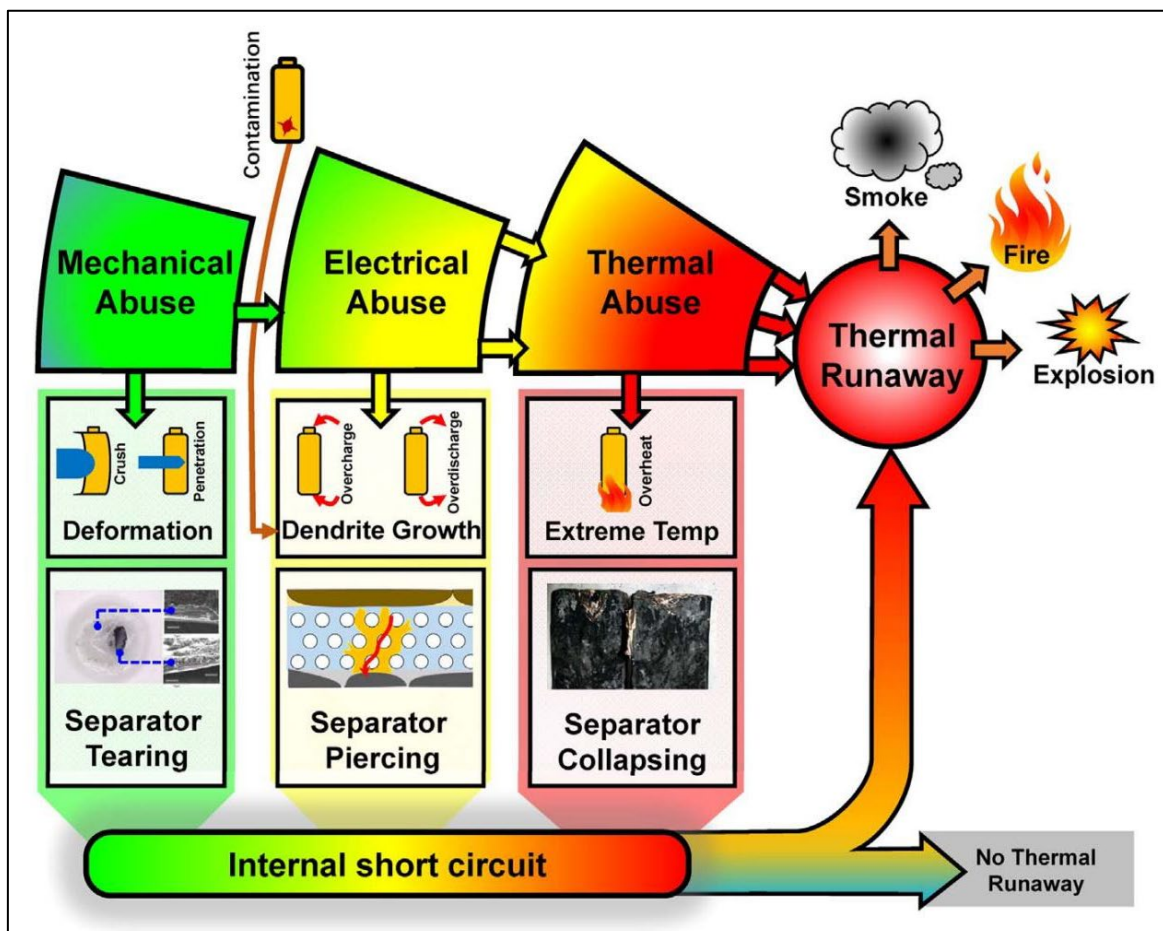 Contamination
Mechanical
Abuse
Electrical
Abuse
Thermal
Abuse
Smoke
Fire
Explosion
Thermal
Runaway
Crush
Penetration
Deformation
Overcharge
Overdischarge
Dendrite Growth
Overheat
Extreme Temp
Separator
Tearing
Separator
Piercing
Separator
Collapsing
Internal short circuit
No Thermal
Runaway